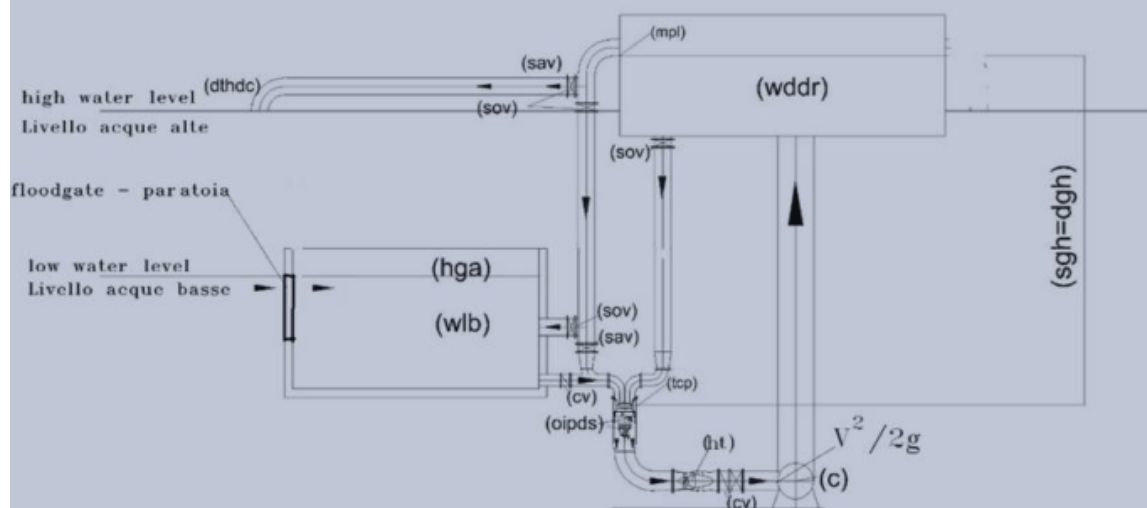 (mpl)
(sav)
(dthdc)
(wddr)
high water level
(sov)
Livello acque alte
(sov)
floodgate - paratoia
(sgh=dgh)
low water level
(hga)
Livello acque basse
(sov)
(wlb)
(sav)
(tcp)
(cv)
(oipds)
(ht)
V²/2g
(c)
(cv)